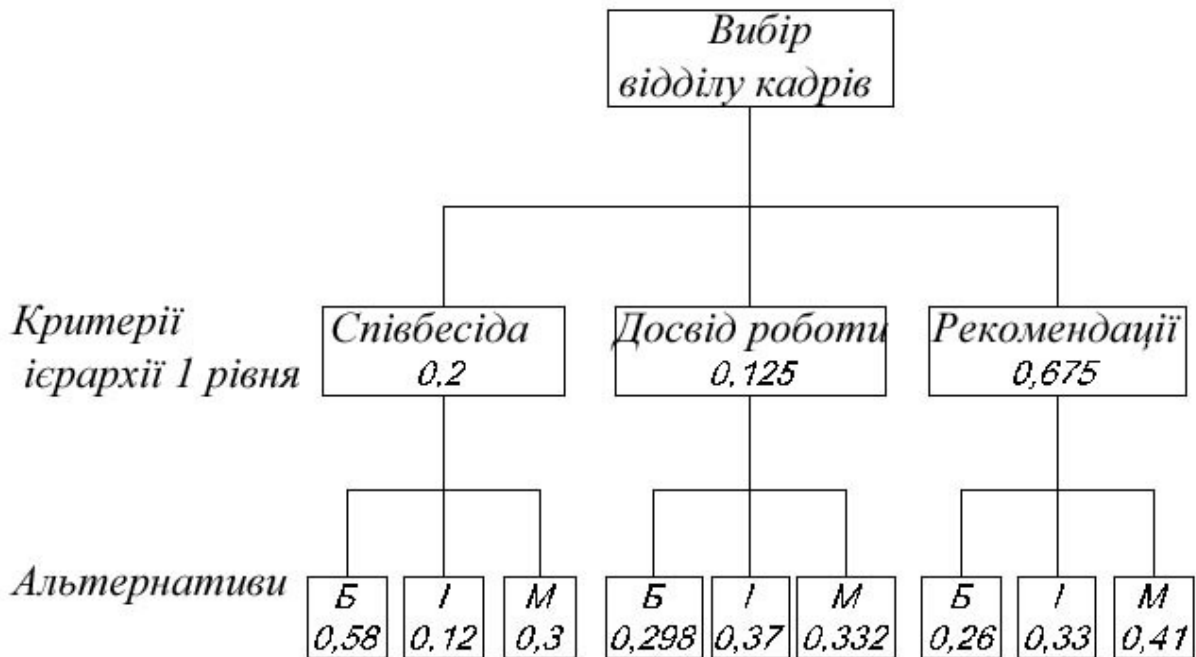 Вибір
відділу кадрів
Критерії
ієрархії 1 рівня
Співбесіда
0,2
Досвід роботи
0,125
Рекомендації
0,675
Альтернативи
Б
0,58
І
0,12
М
0,3
Б
0,298
І
0,37
М
0,332
Б
0,26
І
0,33
М
0,41